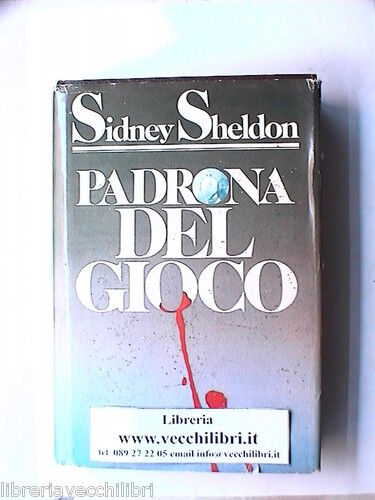 Sidney Sheldon
PADRONA
DEL
GIOCO
Libreria
www.vecchilibri.it
tel. 089 27 22 05 email info@vecchilibri.it
libreriavecchilibri